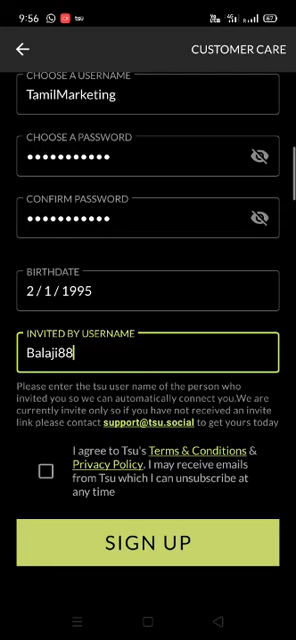 9:56
tsu
67
CUSTOMER CARE
CHOOSE A USERNAME
TamilMarketing
CHOOSE A PASSWORD
•••••••••••
CONFIRM PASSWORD
•••••••••••
BIRTHDATE
2 / 1 / 1995
INVITED BY USERNAME
Balaji88
Please enter the tsu user name of the person who
invited you so we can automatically connect you.We are
currently invite only so if you have not received an invite
link please contact support@tsu.social to get yours today
I agree to Tsu's Terms & Conditions &
Privacy Policy. I may receive emails
from Tsu which I can unsubscribe at
any time
SIGN UP